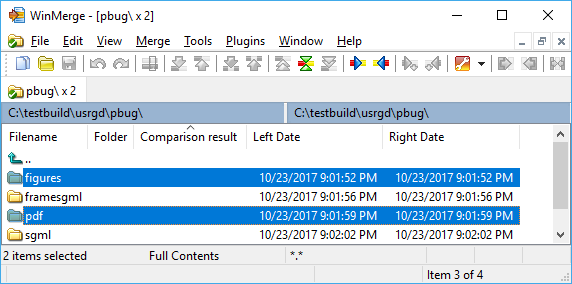 WinMerge - [pbug\ x 2]
File Edit View Merge Tools Plugins Window Help
pbug\ x 2
C:\testbuild\usrgd\pbug\ C:\testbuild\usrgd\pbug\
Filename Folder Comparison result Left Date Right Date
..
figures 10/23/2017 9:01:52 PM 10/23/2017 9:01:52 PM
framesgml 10/23/2017 9:01:56 PM 10/23/2017 9:01:56 PM
pdf 10/23/2017 9:01:59 PM 10/23/2017 9:01:59 PM
sgml 10/23/2017 9:02:02 PM 10/23/2017 9:02:02 PM
2 items selected Full Contents *.*
Item 3 of 4